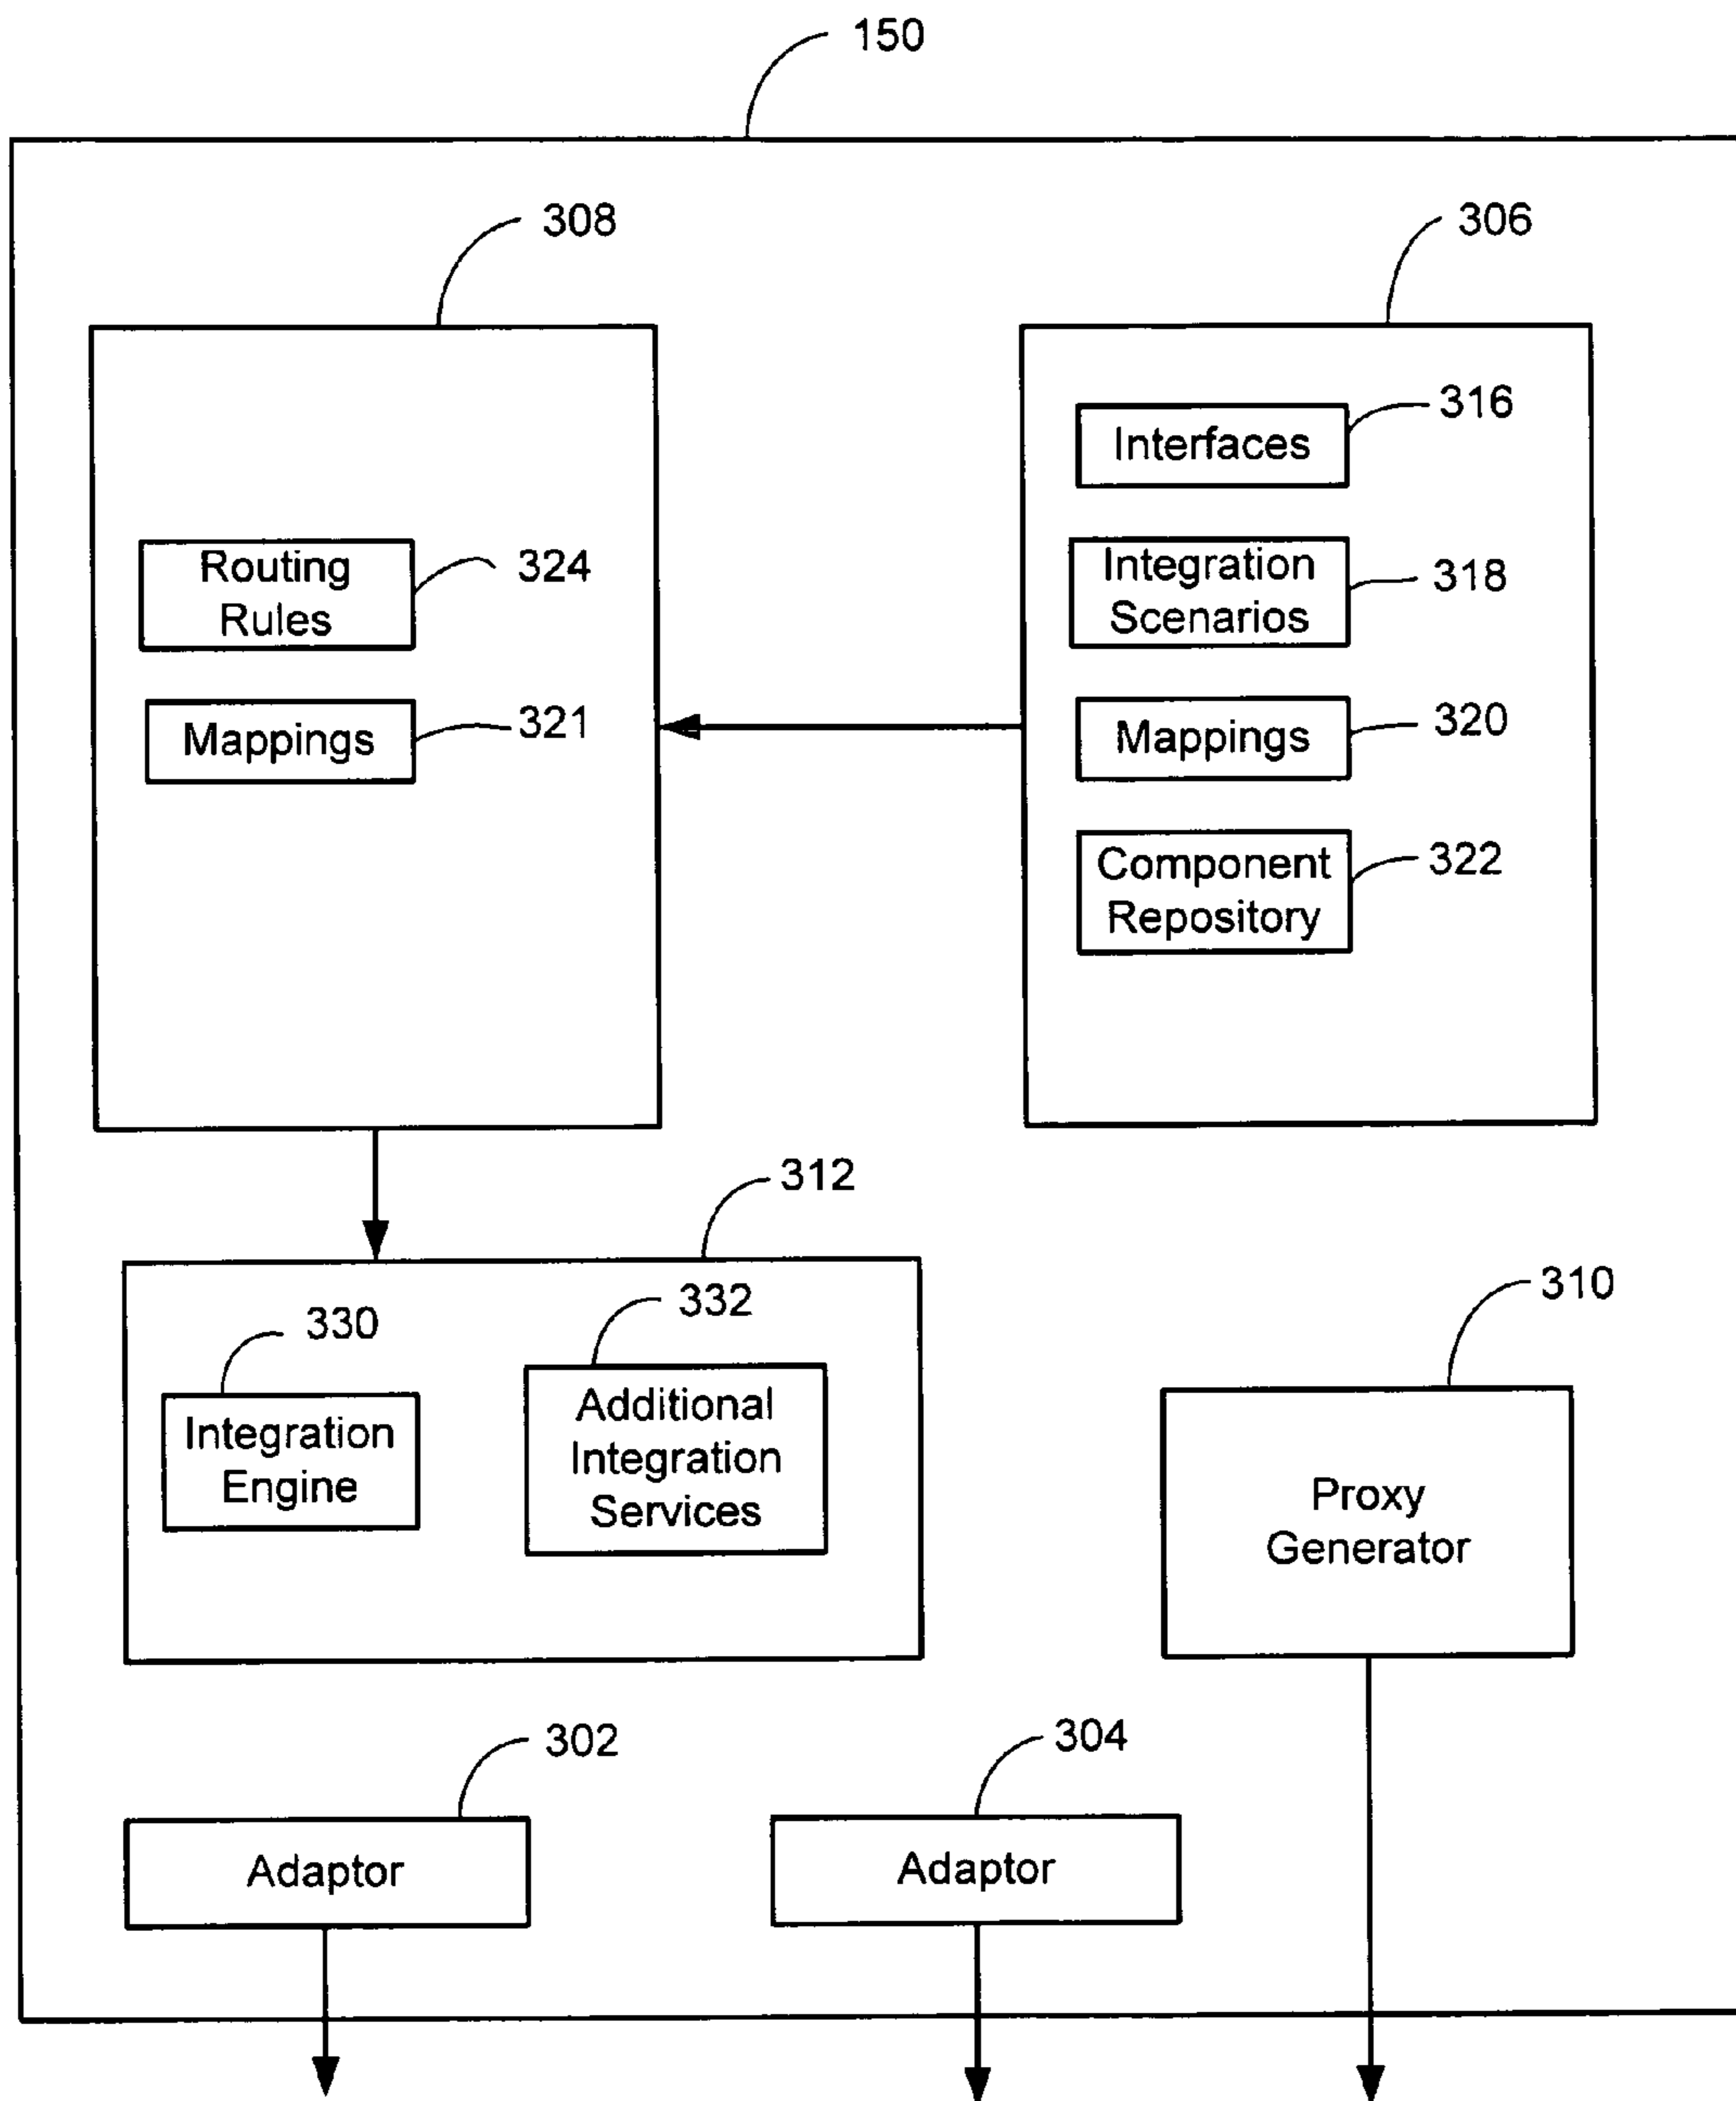 150
308
306
Interfaces
316
Routing
Rules
324
Integration
Scenarios
318
Mappings
321
Mappings
320
Component
Repository
322
312
330
332
310
Integration
Engine
Additional
Integration
Services
Proxy
Generator
302
304
Adaptor
Adaptor